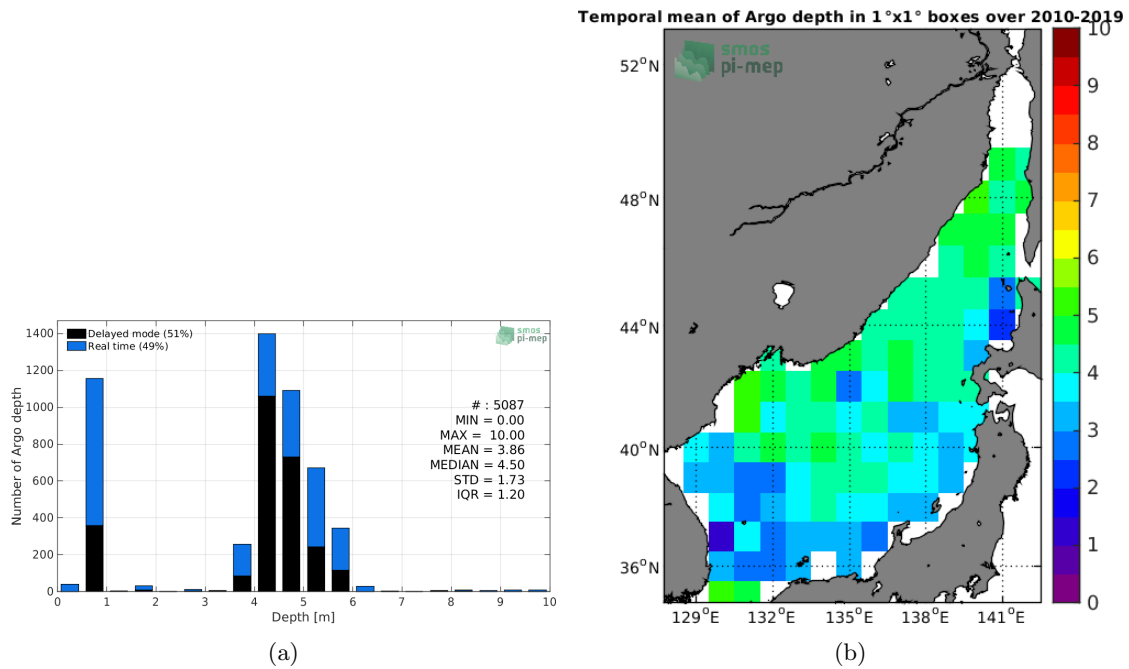 Temporal mean of Argo depth in 1°x1° boxes over 2010-2019
smos
pi-mep
52°N
48°N
44°N
40°N
36°N
129°E
132°E
135°E
138°E
141°E
10
9
8
7
6
5
4
3
2
1
0
(b)
Delayed mode (51%)
Real time (49%)
smos
pi-mep
# : 5087
MIN = 0.00
MAX = 10.00
MEAN = 3.86
MEDIAN = 4.50
STD = 1.73
IQR = 1.20
Number of Argo depth
1400
1200
1000
800
600
400
200
0
0 1 2 3 4 5 6 7 8 9 10
Depth [m]
(a)